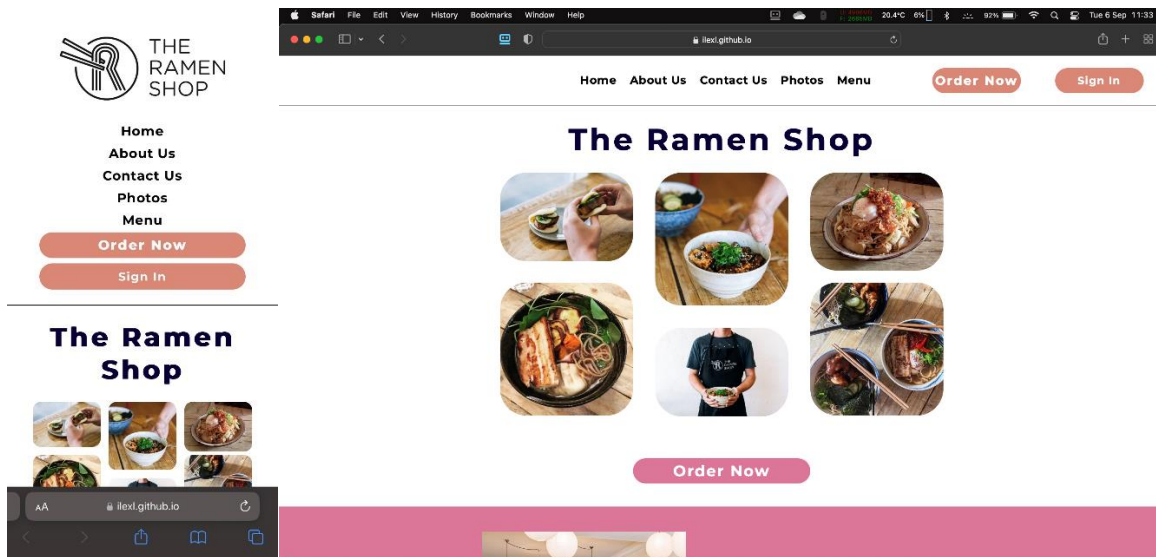 THE
RAMEN
SHOP
Home
About Us
Contact Us
Photos
Menu
Order Now
Sign In
The Ramen
Shop
AA ilexl.github.io
Safari File Edit View History Bookmarks Window Help 20.4°C 6% 92% Tue 6 Sep 11:33
ilexl.github.io
Home About Us Contact Us Photos Menu Order Now Sign In
The Ramen Shop
Order Now